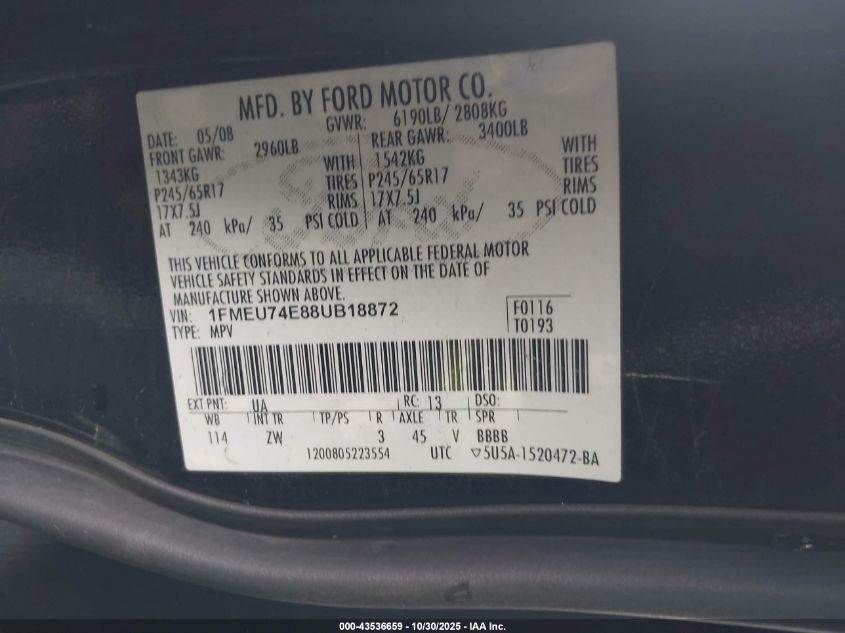 MFD. BY FORD MOTOR CO.
DATE: 05/08 GVWR: 6190LB/ 2808KG
FRONT GAWR: 2960LB REAR GAWR: 3400LB
1343KG WITH 1542KG WITH
P245/65R17 TIRES P245/65R17 TIRES
17X7.5J RIMS 17X7.5J RIMS
AT 240 kPa/ 35 PSI COLD AT 240 kPa/ 35 PSI COLD
THIS VEHICLE CONFORMS TO ALL APPLICABLE FEDERAL MOTOR
VEHICLE SAFETY STANDARDS IN EFFECT ON THE DATE OF
MANUFACTURE SHOWN ABOVE.
VIN: 1FMEU74E88UB18872 F0116
TYPE: MPV T0193
EXT PNT: UA RC: 13 DSO:
WB INT TR TP/PS R AXLE TR SPR
114 ZW 3 45 V BBBB
1200805223554 UTC ▽5U5A-1520472-BA
000-43536659 • 10/30/2025 - IAA Inc.